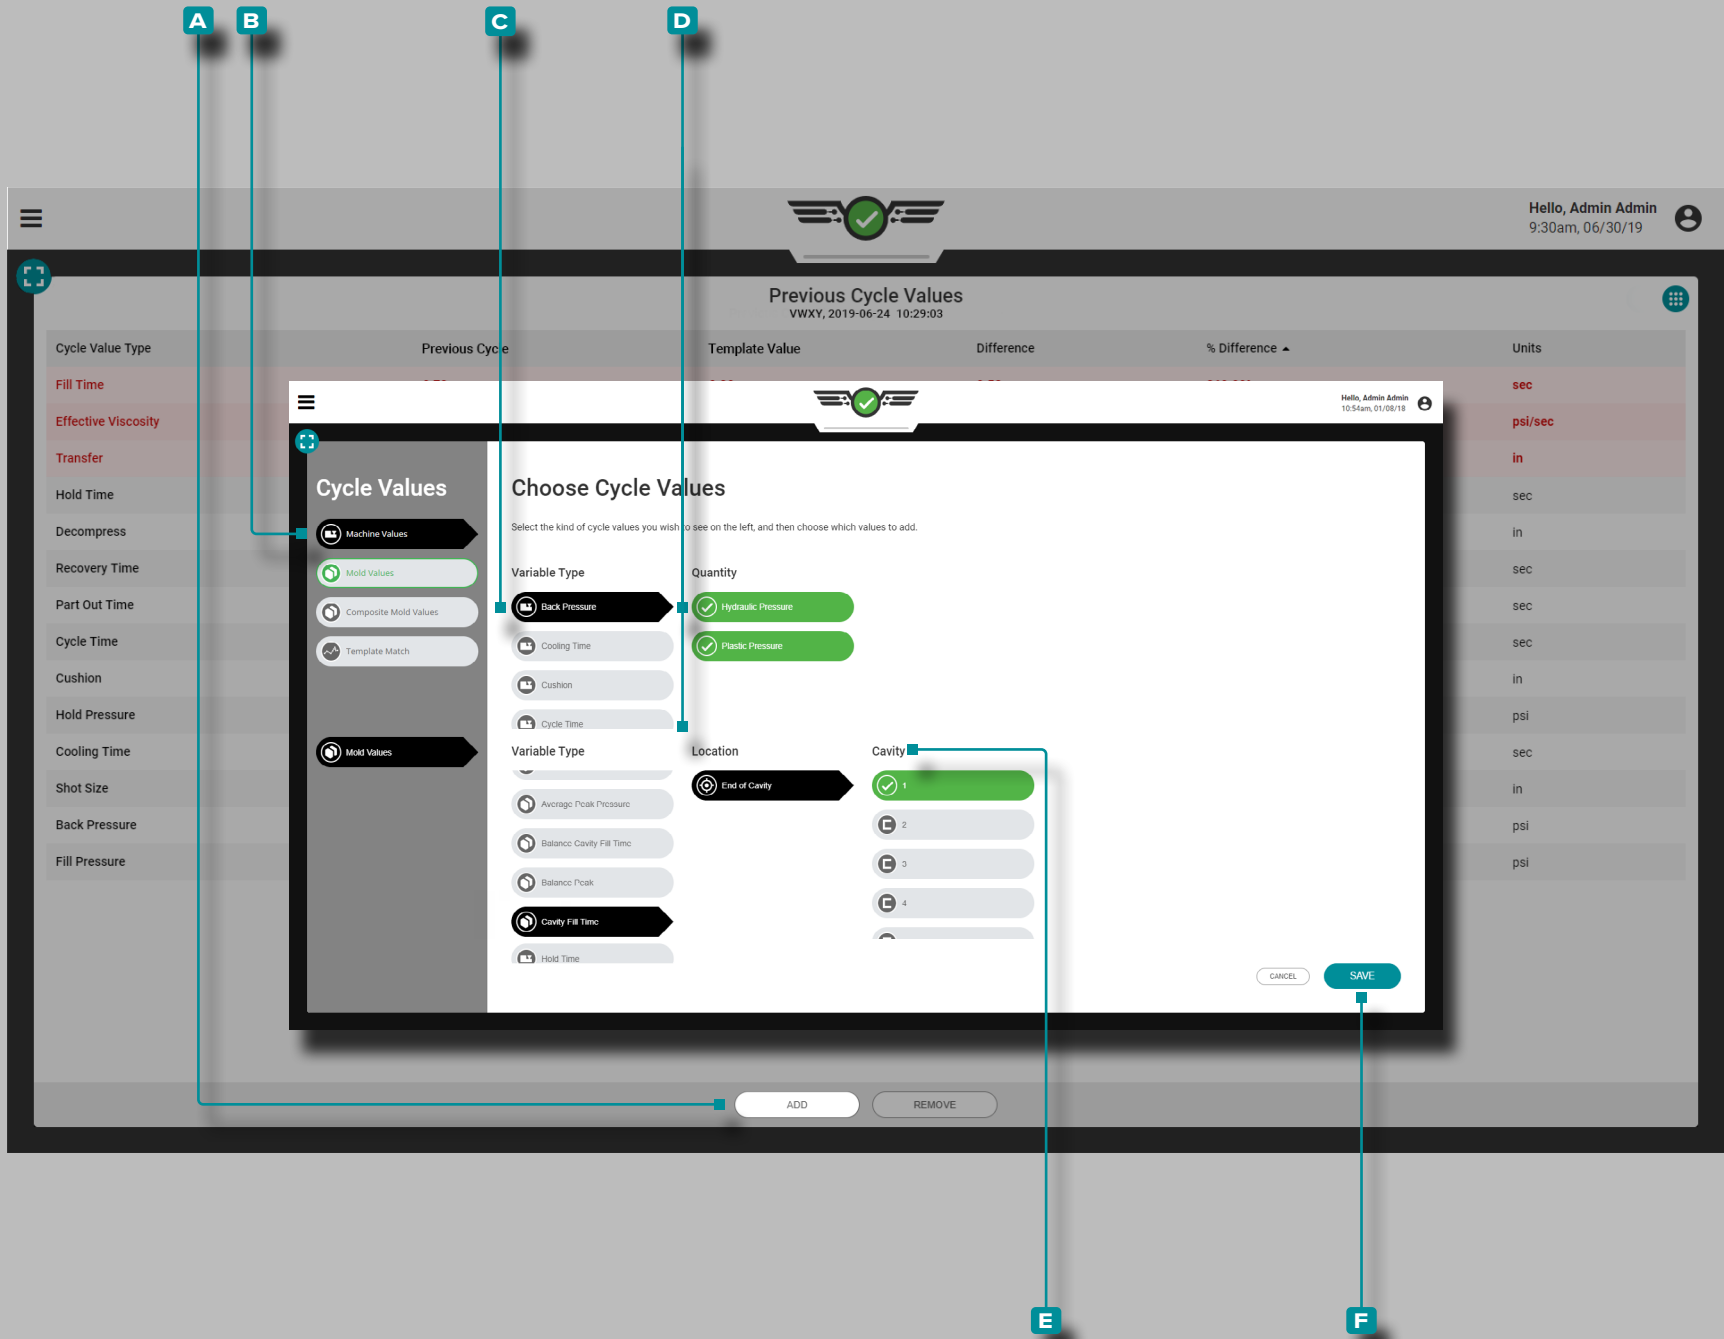 A B C D
Hello, Admin Admin
9:30am, 06/30/19
Previous Cycle Values
VWXY, 2019-06-24 10:29:03
Cycle Value Type Previous Cycle Template Value Difference % Difference Units
Fill Time sec
Effective Viscosity psi/sec
Transfer in
Hold Time sec
Decompress in
Recovery Time sec
Part Out Time sec
Cycle Time sec
Cushion in
Hold Pressure psi
Cooling Time sec
Shot Size in
Back Pressure psi
Fill Pressure psi
Hello, Admin Admin
10:54am, 01/08/18
Cycle Values
Machine Values
Mold Values
Composite Mold Values
Template Match
Mold Values
Choose Cycle Values
Select the kind of cycle values you wish to see on the left, and then choose which values to add.
Variable Type Quantity
Back Pressure Hydraulic Pressure
Cooling Time Plastic Pressure
Cushion
Cycle Time
Variable Type Location Cavity
End of Cavity 1
Average Peak Pressure 2
Balance Cavity Fill Time 3
Balance Peak 4
Cavity Fill Time
Hold Time
CANCEL SAVE
ADD REMOVE
E F